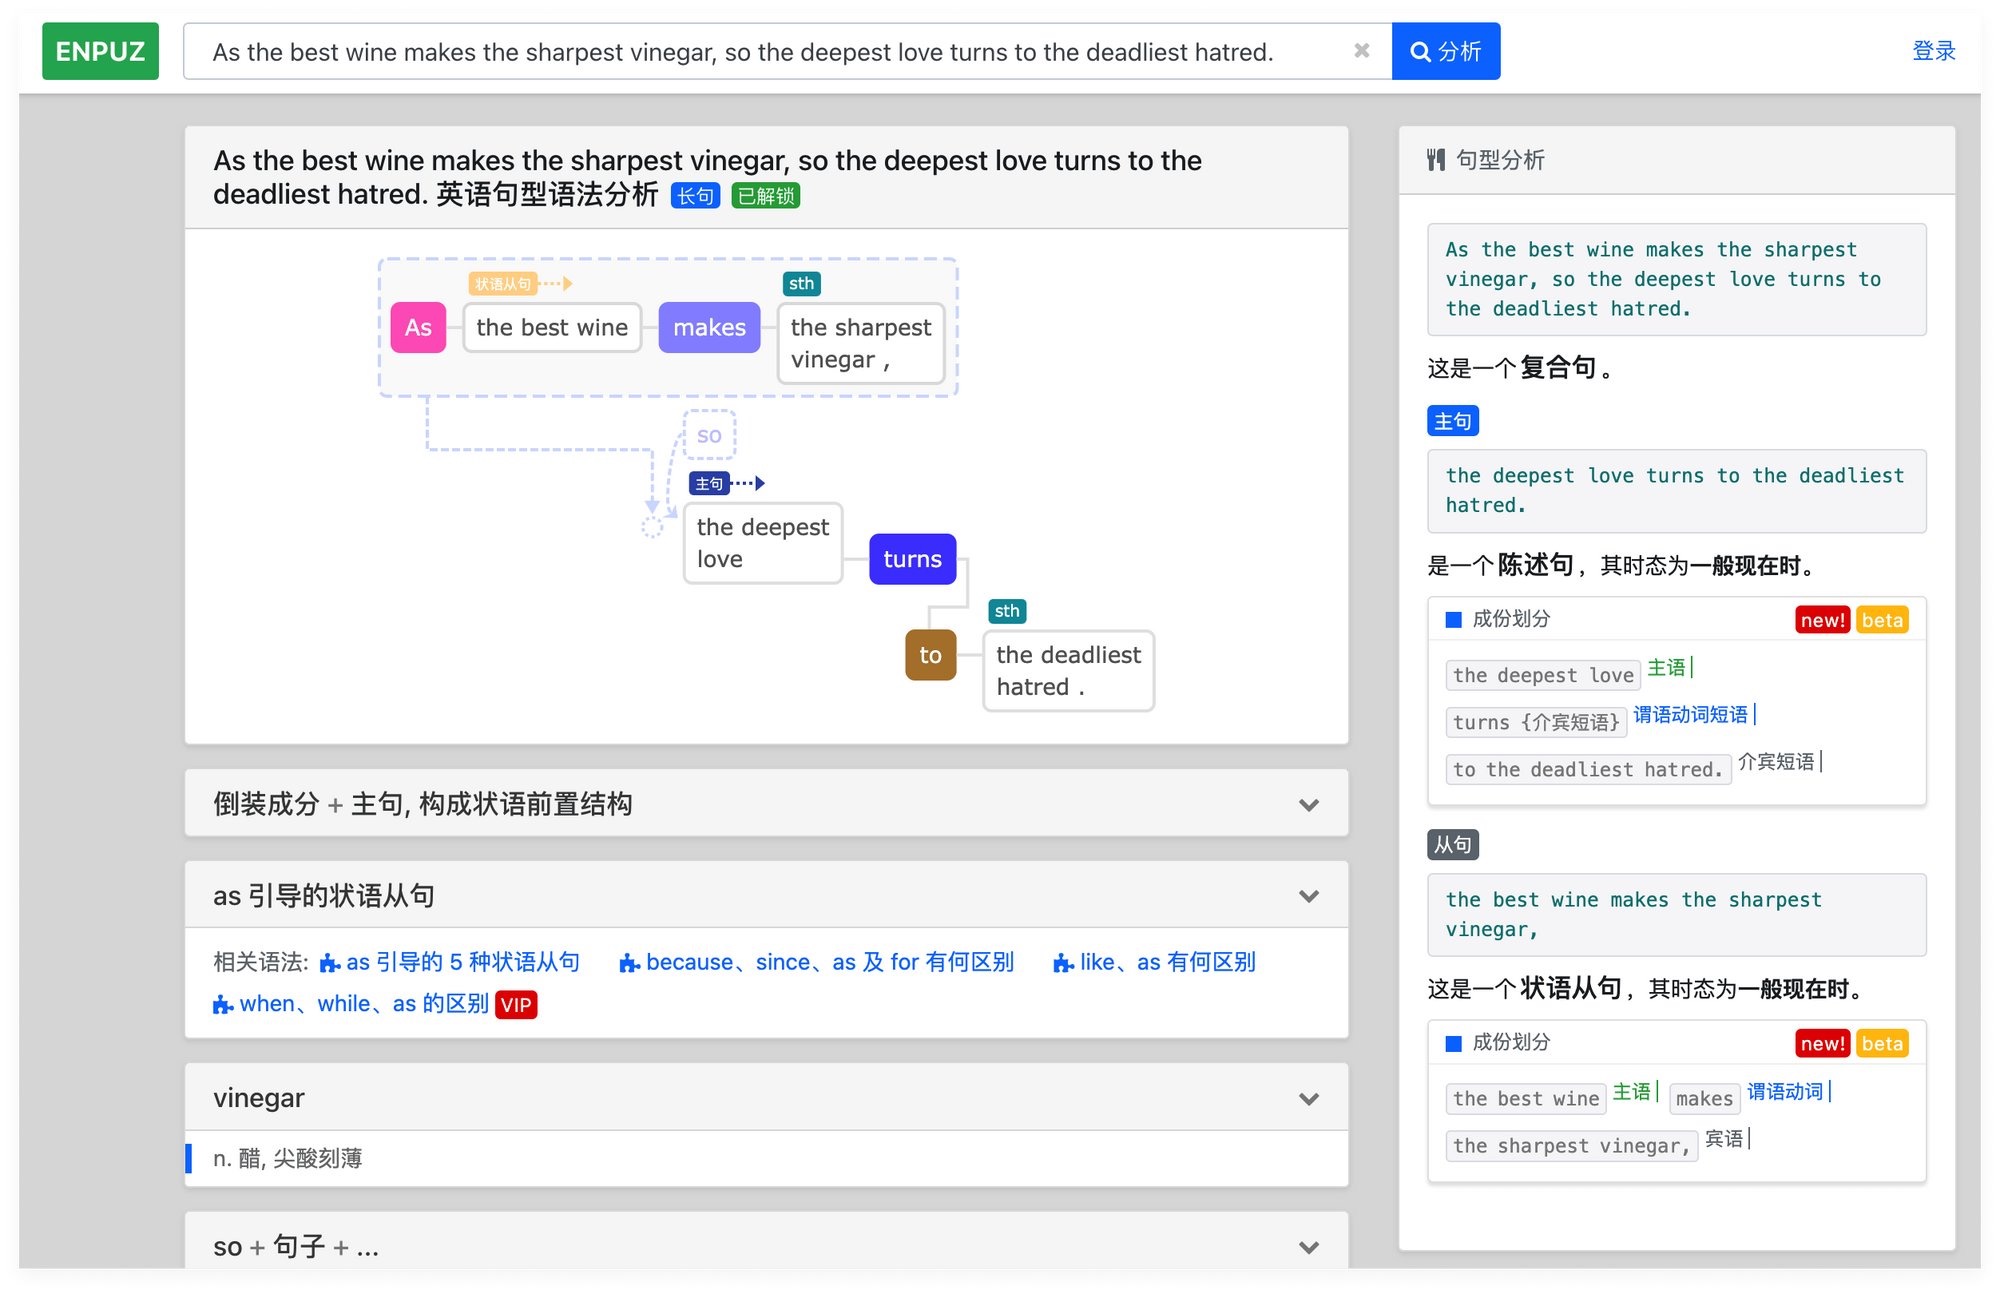 ENPUZ
As the best wine makes the sharpest vinegar, so the deepest love turns to the deadliest hatred.
分析
登录
As the best wine makes the sharpest vinegar, so the deepest love turns to the
deadliest hatred. 英语句型语法分析 长句 已解锁
状语从句
sth
As
the best wine
makes
the sharpest
vinegar ,
so
主句
the deepest
love
turns
sth
to
the deadliest
hatred .
倒装成分 + 主句, 构成状语前置结构
as 引导的状语从句
相关语法: as 引导的 5 种状语从句 because、since、as 及 for 有何区别 like、as 有何区别
when、while、as 的区别 VIP
vinegar
n. 醋, 尖酸刻薄
so + 句子 + ...
句型分析
As the best wine makes the sharpest
vinegar, so the deepest love turns to
the deadliest hatred.
这是一个 复合句 。
主句
the deepest love turns to the deadliest
hatred.
是一个 陈述句 ，其时态为一般现在时。
成份划分 new! beta
the deepest love 主语
turns {介宾短语} 谓语动词短语
to the deadliest hatred. 介宾短语
从句
the best wine makes the sharpest
vinegar,
这是一个 状语从句 ，其时态为一般现在时。
成份划分 new! beta
the best wine 主语 makes 谓语动词
the sharpest vinegar, 宾语